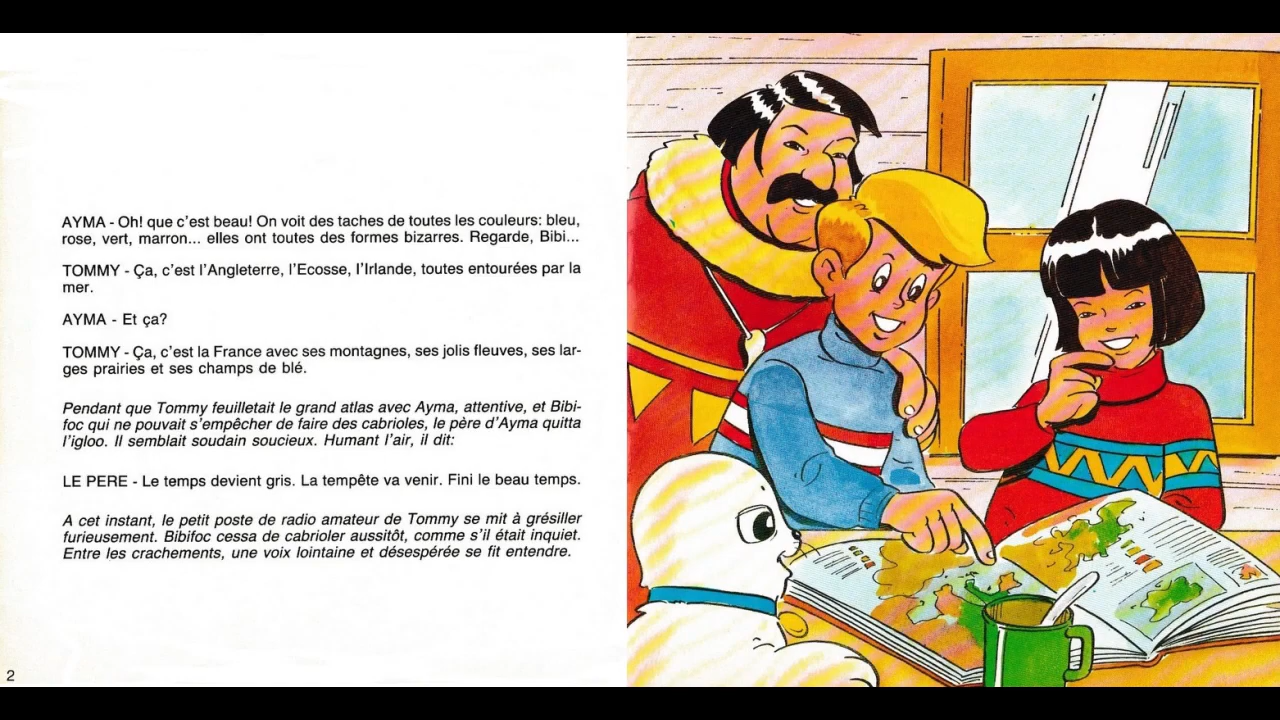 AYMA - Oh! que c'est beau! On voit des taches de toutes les couleurs: bleu,
rose, vert, marron... elles ont toutes des formes bizarres. Regarde, Bibi...
TOMMY - Ça, c'est l'Angleterre, l'Ecosse, l'Irlande, toutes entourées par la
mer.
AYMA - Et ça?
TOMMY - Ça, c'est la France avec ses montagnes, ses jolis fleuves, ses lar-
ges prairies et ses champs de blé.
Pendant que Tommy feuilletait le grand atlas avec Ayma, attentive, et Bibi-
foc qui ne pouvait s'empêcher de faire des cabrioles, le père d'Ayma quitta
l'igloo. Il semblait soudain soucieux. Humant l'air, il dit:
LE PERE - Le temps devient gris. La tempête va venir. Fini le beau temps.
A cet instant, le petit poste de radio amateur de Tommy se mit à grésiller
furieusement. Bibifoc cessa de cabrioler aussitôt, comme s'il était inquiet.
Entre les crachements, une voix lointaine et désespérée se fit entendre.
2